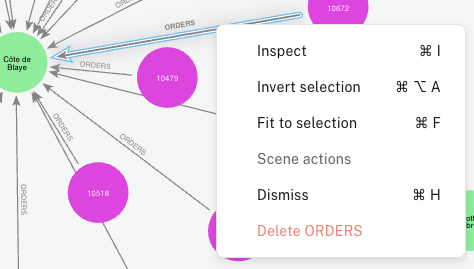 ORDERS
ORDERS
10672
Côte de
Blaye
ORDERS
10479
ORDERS
ORDERS
10518
ORDERS
Inspect ⌘ I
Invert selection ⌘ ⌥ A
Fit to selection ⌘ F
Scene actions
Dismiss ⌘ H
Delete ORDERS